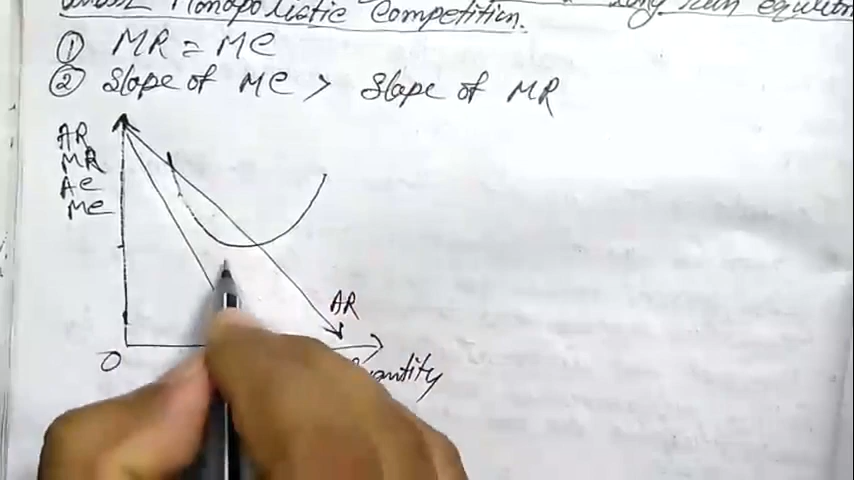 Monopolistic Competition.
① MR = MC
② Slope of MC > Slope of MR
AR
MR
AC
MC
AR
O